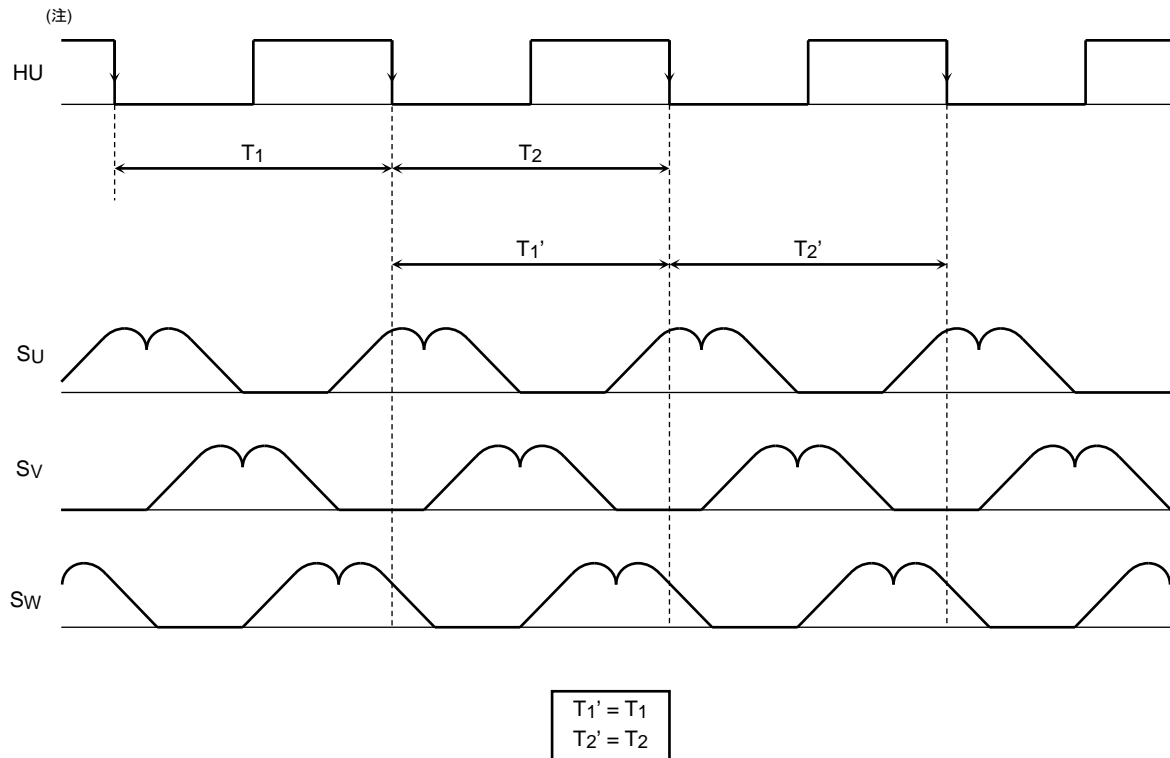 (注)
HU
T1
T2
T1’
T2’
SU
SV
SW
T1’ = T1
T2’ = T2